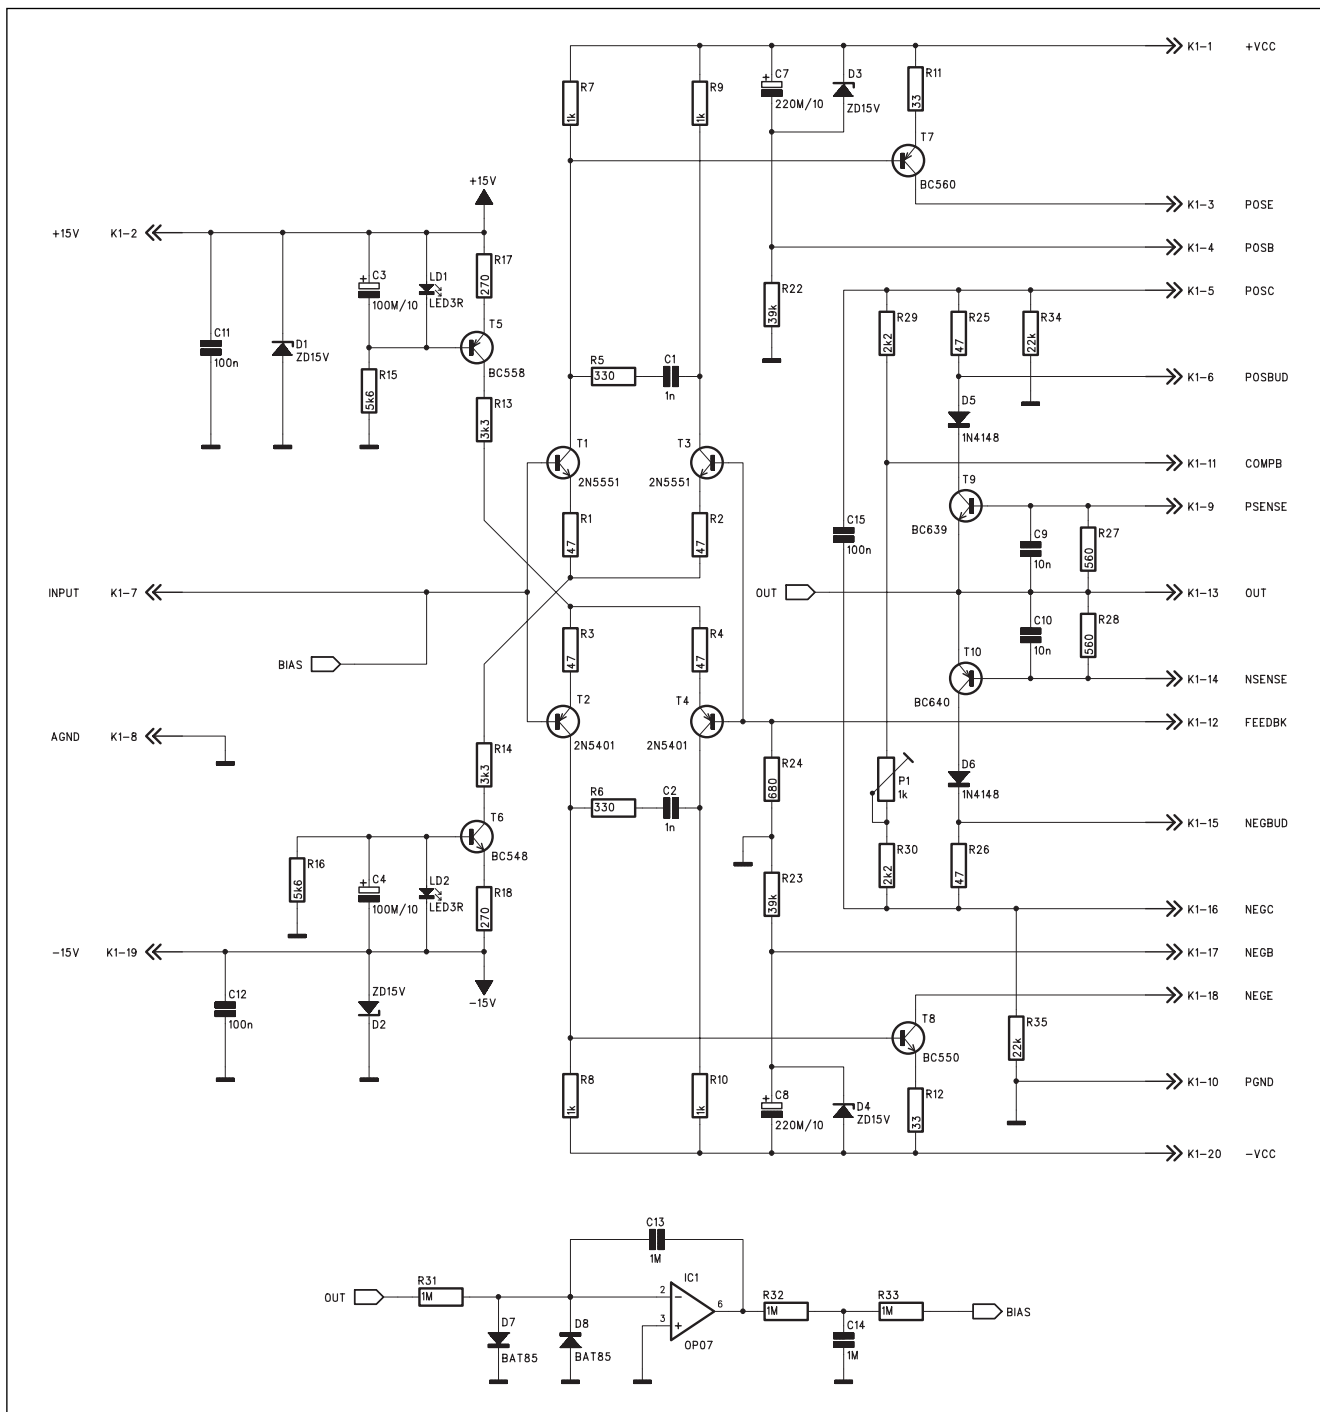 K1-1 +VCC
R7 1k
R9 1k
C7 220M/10
D3 ZD15V
R11 33
T7 BC560
+15V
K1-3 POSE
+15V K1-2
K1-4 POSB
R17 270
C3 100M/10
LD1 LED3R
R22 39k
K1-5 POSC
C11 100n
D1 ZD15V
T5 BC558
R29 2k2
R25 47
R34 22k
R15 5k6
R5 330
C1 1n
K1-6 POSBUD
R13 3k3
D5 1N4148
T1 2N5551
T3 2N5551
K1-11 COMPB
T9 BC639
K1-9 PSENSE
R1 47
R2 47
C15 100n
C9 10n
R27 560
INPUT K1-7
OUT
K1-13 OUT
R3 47
R4 47
C10 10n
R28 560
BIAS
T10 BC640
K1-14 NSENSE
T2 2N5401
T4 2N5401
K1-12 FEEDBK
AGND K1-8
R14 3k3
R24 680
P1 1k
D6 1N4148
R6 330
C2 1n
T6 BC548
K1-15 NEGBUD
R16 5k6
C4 100M/10
LD2 LED3R
R18 270
R23 39k
R30 2k2
R26 47
K1-16 NEGC
-15V K1-19
K1-17 NEGB
C12 100n
ZD15V D2
-15V
K1-18 NEGE
T8 BC550
R35 22k
R8 1k
R10 1k
K1-10 PGND
C8 220M/10
D4 ZD15V
R12 33
K1-20 -VCC
C13 1M
OUT
R31 1M
IC1
2 -
3 +
6
OP07
R32 1M
R33 1M
BIAS
D7 BAT85
D8 BAT85
C14 1M